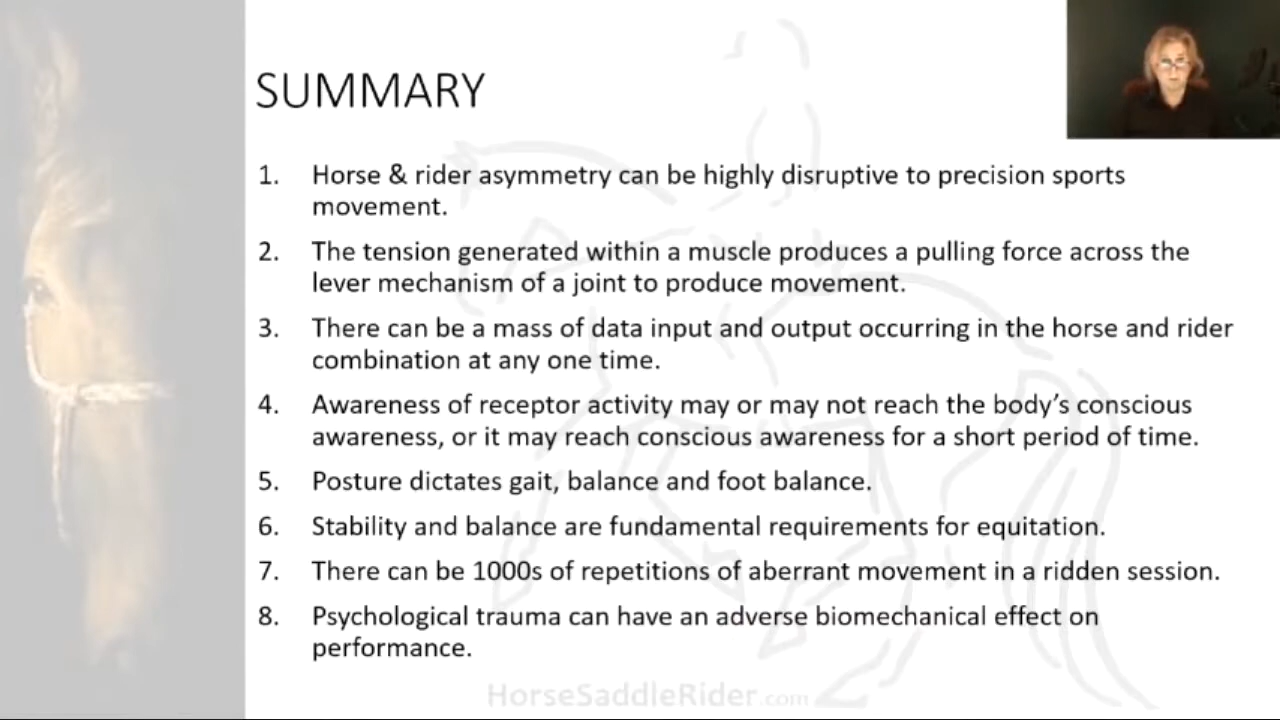 SUMMARY
1. Horse & rider asymmetry can be highly disruptive to precision sports
movement.
2. The tension generated within a muscle produces a pulling force across the
lever mechanism of a joint to produce movement.
3. There can be a mass of data input and output occurring in the horse and rider
combination at any one time.
4. Awareness of receptor activity may or may not reach the body’s conscious
awareness, or it may reach conscious awareness for a short period of time.
5. Posture dictates gait, balance and foot balance.
6. Stability and balance are fundamental requirements for equitation.
7. There can be 1000s of repetitions of aberrant movement in a ridden session.
8. Psychological trauma can have an adverse biomechanical effect on
performance.
HorseSaddleRider.com